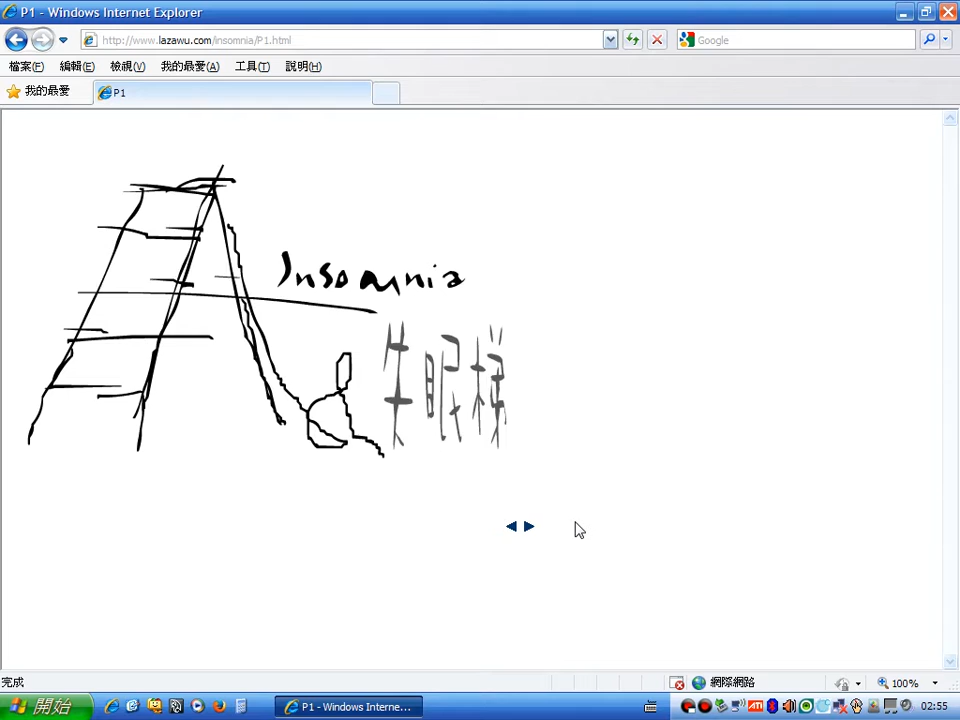 P1 - Windows Internet Explorer
http://www.lazawu.com/insomnia/P1.html
Google
檔案(F) 編輯(E) 檢視(V) 我的最愛(A) 工具(T) 說明(H)
我的最愛
P1
Insomnia
失眠梯
完成
網際網路
100%
開始
P1 - Windows Interne...
ATI
02:55